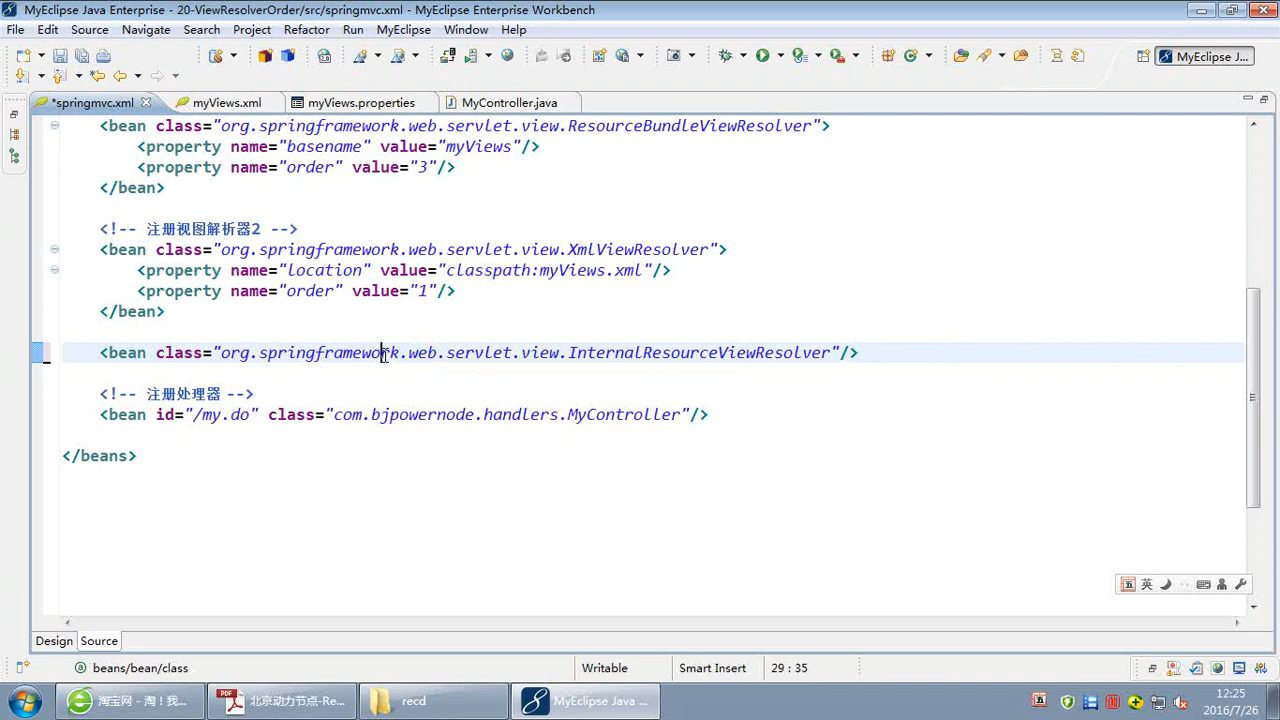 MyEclipse Java Enterprise - 20-ViewResolverOrder/src/springmvc.xml - MyEclipse Enterprise Workbench
File Edit Source Navigate Search Project Refactor Run MyEclipse Window Help
MyEclipse J...
*springmvc.xml myViews.xml myViews.properties MyController.java
<bean class="org.springframework.web.servlet.view.ResourceBundleViewResolver">
<property name="basename" value="myViews"/>
<property name="order" value="3"/>
</bean>
<!-- 注册视图解析器2 -->
<bean class="org.springframework.web.servlet.view.XmlViewResolver">
<property name="location" value="classpath:myViews.xml"/>
<property name="order" value="1"/>
</bean>
<bean class="org.springframework.web.servlet.view.InternalResourceViewResolver"/>
<!-- 注册处理器 -->
<bean id="/my.do" class="com.bjpowernode.handlers.MyController"/>
</beans>
英
Design Source
beans/bean/class Writable Smart Insert 29 : 35
淘宝网 - 淘！我... 北京动力节点-Re... recd MyEclipse Java ... 12:25
2016/7/26